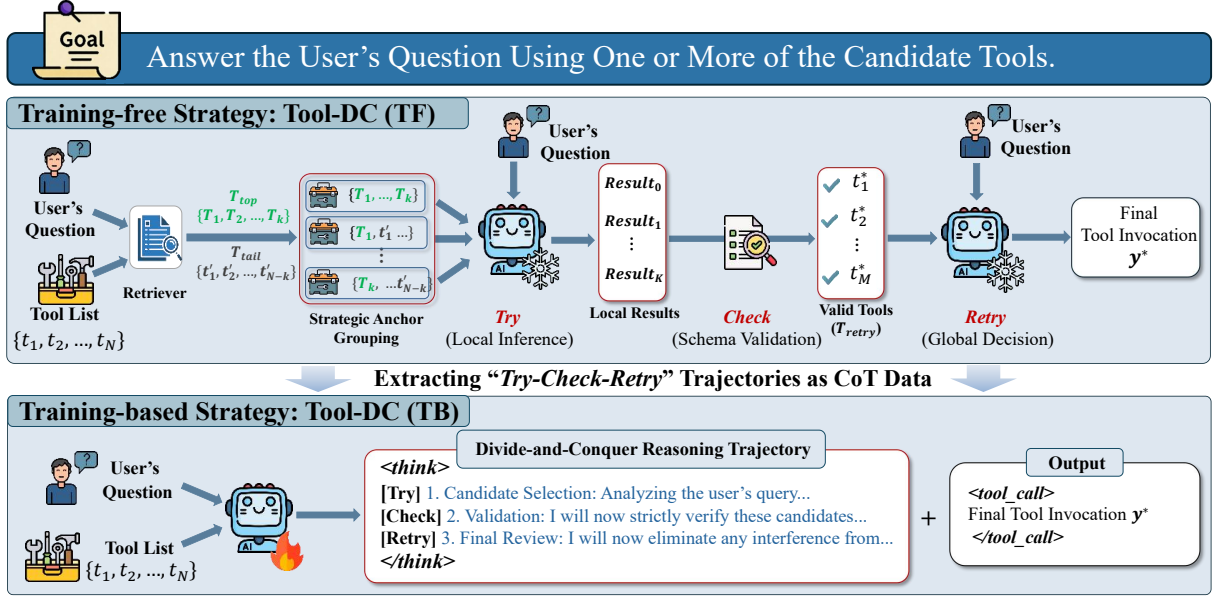 Goal
Answer the User's Question Using One or More of the Candidate Tools.
Training-free Strategy: Tool-DC (TF)
?
User's
Question
Tool List
{t_1, t_2, ..., t_N}
Retriever
T_top
{T_1, T_2, ..., T_k}
T_tail
{t'_1, t'_2, ..., t'_{N-k}}
{T_1, ..., T_k}
{T_1, t'_1 ...}
⋮
{T_k, ... t'_{N-k}}
Strategic Anchor
Grouping
?
User's
Question
AI
Try
(Local Inference)
Result_0
Result_1
⋮
Result_K
Local Results
Check
(Schema Validation)
t^*_1
t^*_2
⋮
t^*_M
Valid Tools
(T_retry)
?
User's
Question
AI
Retry
(Global Decision)
Final
Tool Invocation
y^*
Extracting “Try-Check-Retry” Trajectories as CoT Data
Training-based Strategy: Tool-DC (TB)
?
User's
Question
Tool List
{t_1, t_2, ..., t_N}
AI
Divide-and-Conquer Reasoning Trajectory
<think>
[Try] 1. Candidate Selection: Analyzing the user's query...
[Check] 2. Validation: I will now strictly verify these candidates...
[Retry] 3. Final Review: I will now eliminate any interference from...
</think>
+
Output
<tool_call>
Final Tool Invocation y^*
</tool_call>